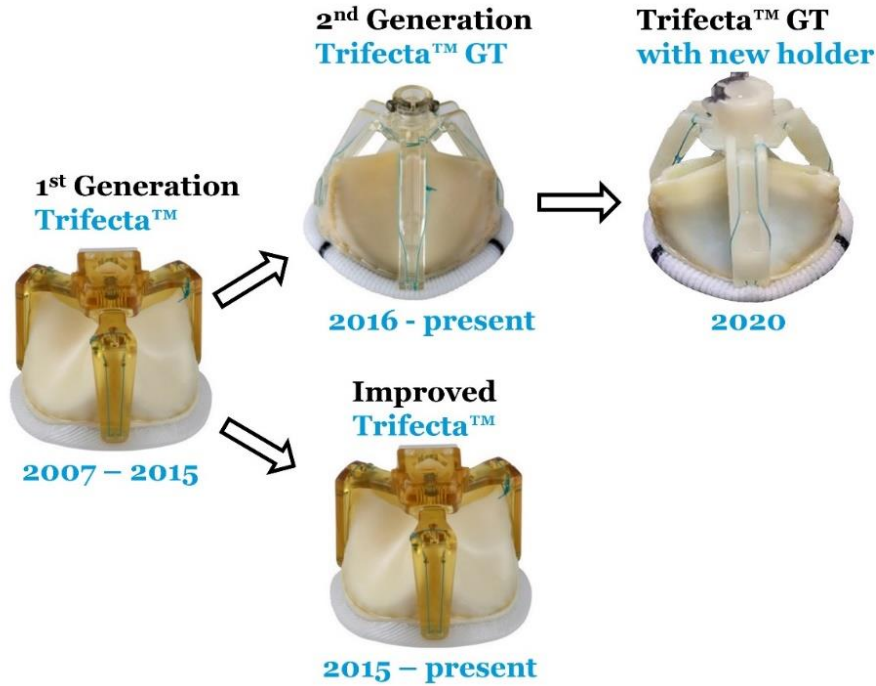 1st Generation
Trifecta™
2007 – 2015
2nd Generation
Trifecta™ GT
2016 - present
Trifecta™ GT
with new holder
2020
Improved
Trifecta™
2015 – present